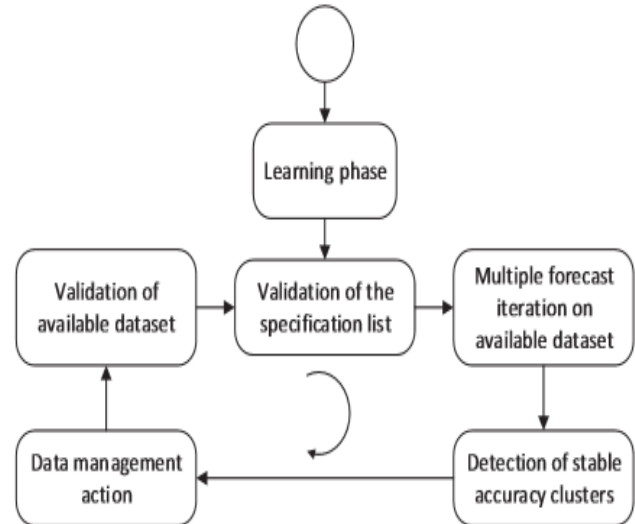 Learning phase
Validation of
available dataset
Validation of the
specification list
Multiple forecast
iteration on
available dataset
Data management
action
Detection of stable
accuracy clusters